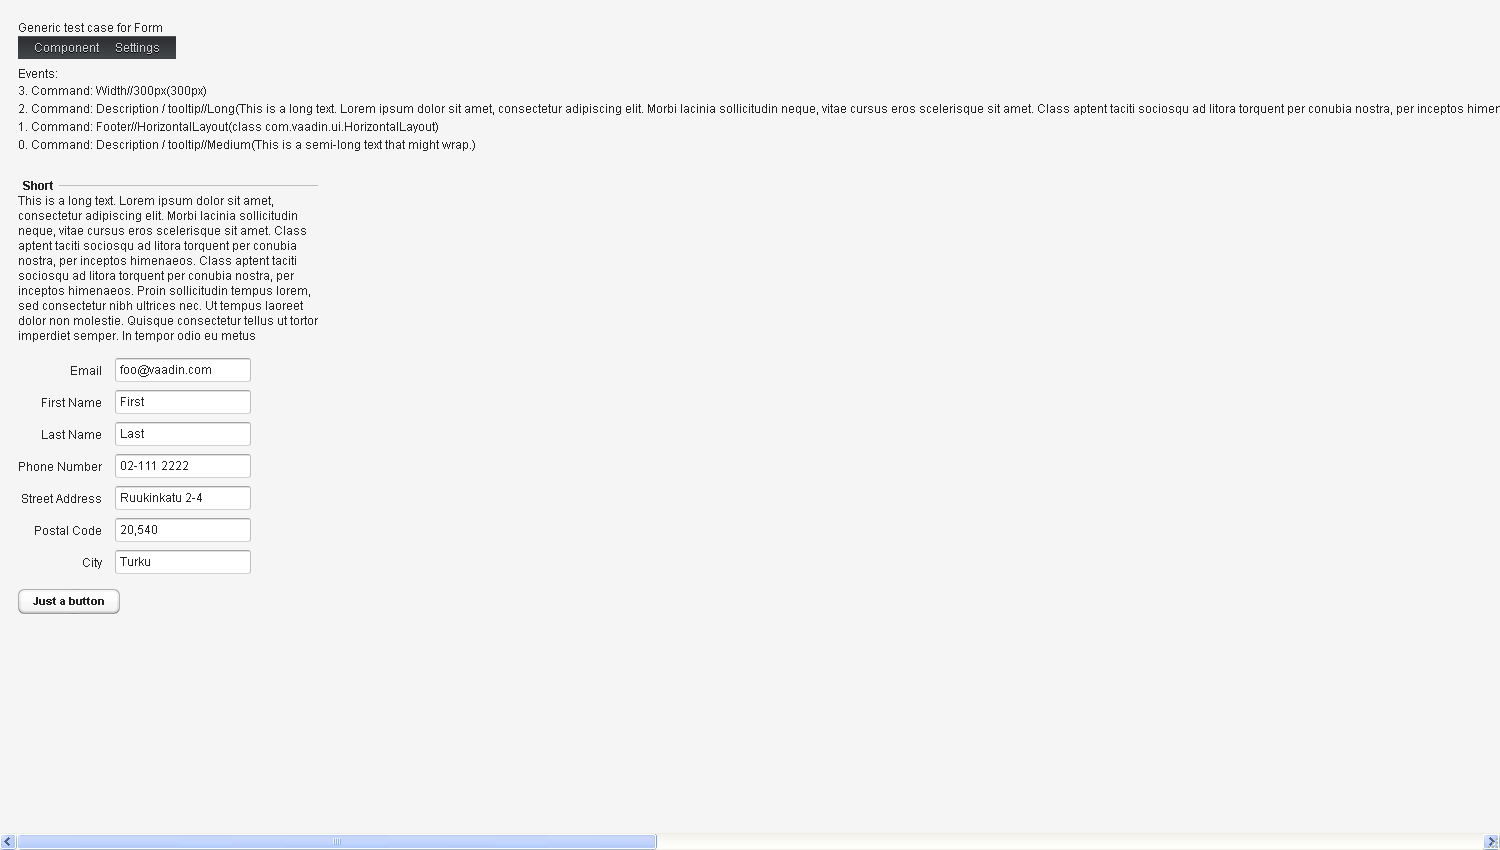 Generic test case for Form
Component Settings
Events:
3. Command: Width//300px(300px)
2. Command: Description / tooltip//Long(This is a long text. Lorem ipsum dolor sit amet, consectetur adipiscing elit. Morbi lacinia sollicitudin neque, vitae cursus eros scelerisque sit amet. Class aptent taciti sociosqu ad litora torquent per conubia nostra, per inceptos himen
1. Command: Footer//HorizontalLayout(class com.vaadin.ui.HorizontalLayout)
0. Command: Description / tooltip//Medium(This is a semi-long text that might wrap.)
Short
This is a long text. Lorem ipsum dolor sit amet,
consectetur adipiscing elit. Morbi lacinia sollicitudin
neque, vitae cursus eros scelerisque sit amet. Class
aptent taciti sociosqu ad litora torquent per conubia
nostra, per inceptos himenaeos. Class aptent taciti
sociosqu ad litora torquent per conubia nostra, per
inceptos himenaeos. Proin sollicitudin tempus lorem,
sed consectetur nibh ultrices nec. Ut tempus laoreet
dolor non molestie. Quisque consectetur tellus ut tortor
imperdiet semper. In tempor odio eu metus
Email foo@vaadin.com
First Name First
Last Name Last
Phone Number 02-111 2222
Street Address Ruukinkatu 2-4
Postal Code 20,540
City Turku
Just a button